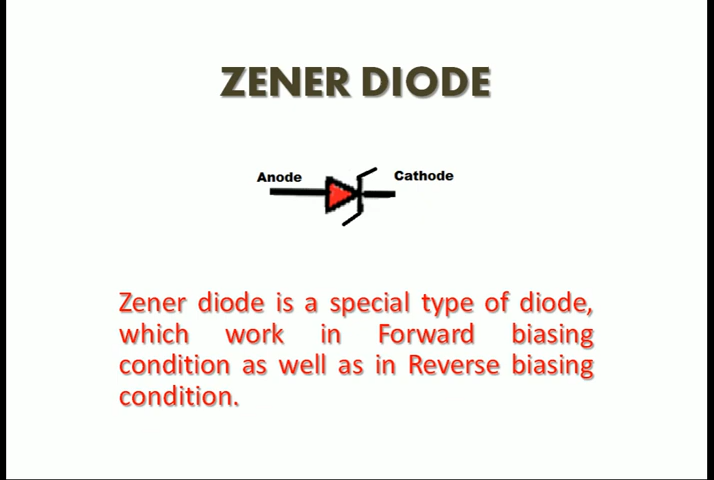 ZENER DIODE
Anode
Cathode
Zener diode is a special type of diode,
which work in Forward biasing
condition as well as in Reverse biasing
condition.